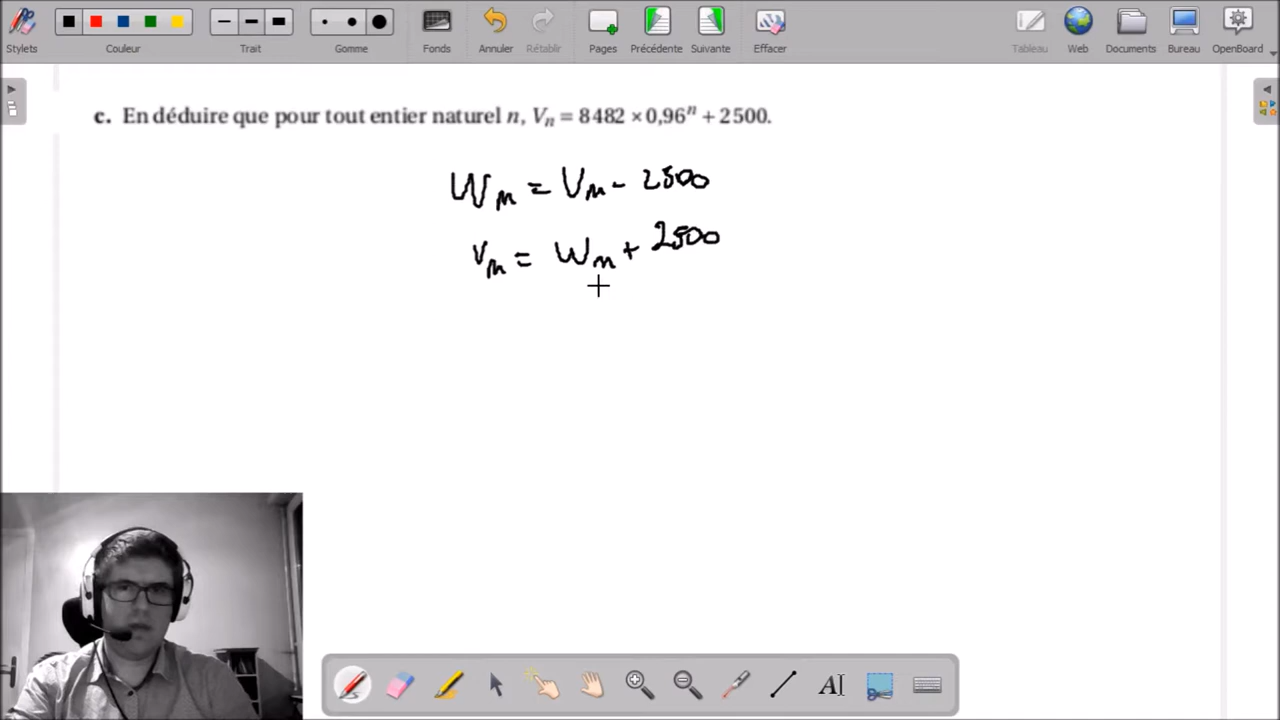 Stylets
Couleur
Trait
Gomme
Fonds
Annuler
Rétablir
Pages
Précédente
Suivante
Effacer
Tableau
Web
Documents
Bureau
OpenBoard
c. En déduire que pour tout entier naturel n, Vn = 8482 × 0,96ⁿ + 2500.
Wn = Vn - 2500
Vn = Wn + 2500
AI